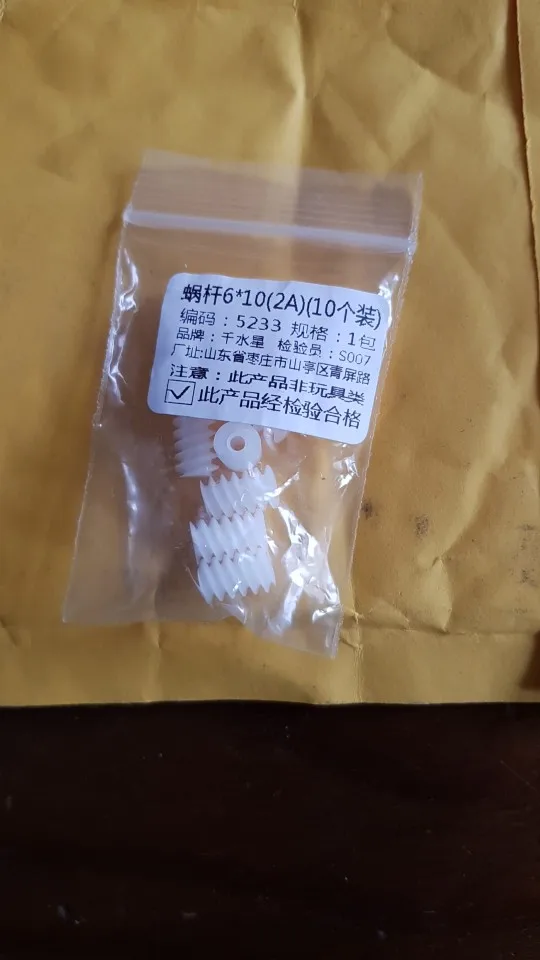 蜗杆6*10(2A)(10个装)
编码：5233 规格：1包
品牌：千水星 检验员：S007
厂址:山东省枣庄市山亭区青屏路
注意：此产品非玩具类
此产品经检验合格